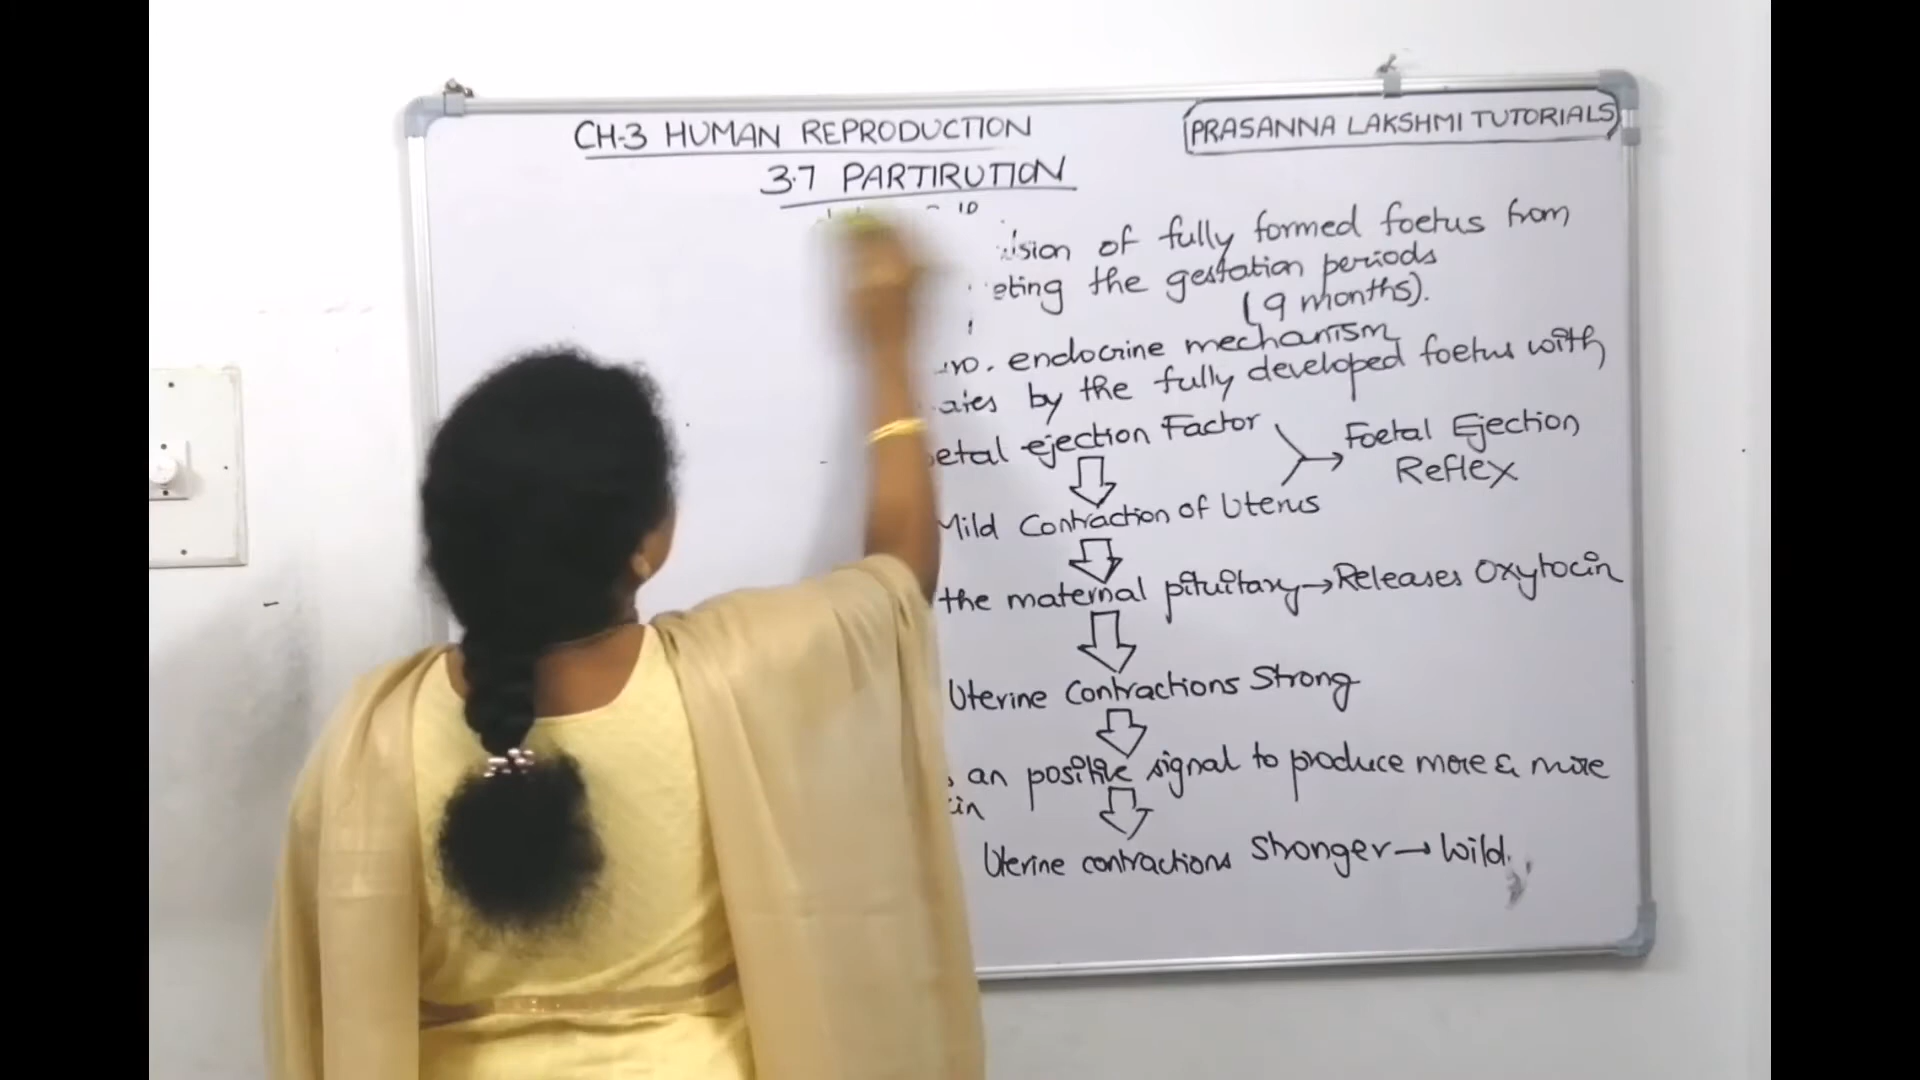 CH-3 HUMAN REPRODUCTION
PRASANNA LAKSHMI TUTORIALS
3.7 PARTIRUTION
of fully formed foetus from
the gestation periods
(9 months).
endocrine mechanism
by the fully developed foetus with
ejection Factor
Foetal Ejection
Reflex
Mild Contraction of Uterus
the maternal pituitary → Releases Oxytocin
Uterine Contractions Strong
an positive signal to produce more & more
Uterine contractions Stronger → Wild.